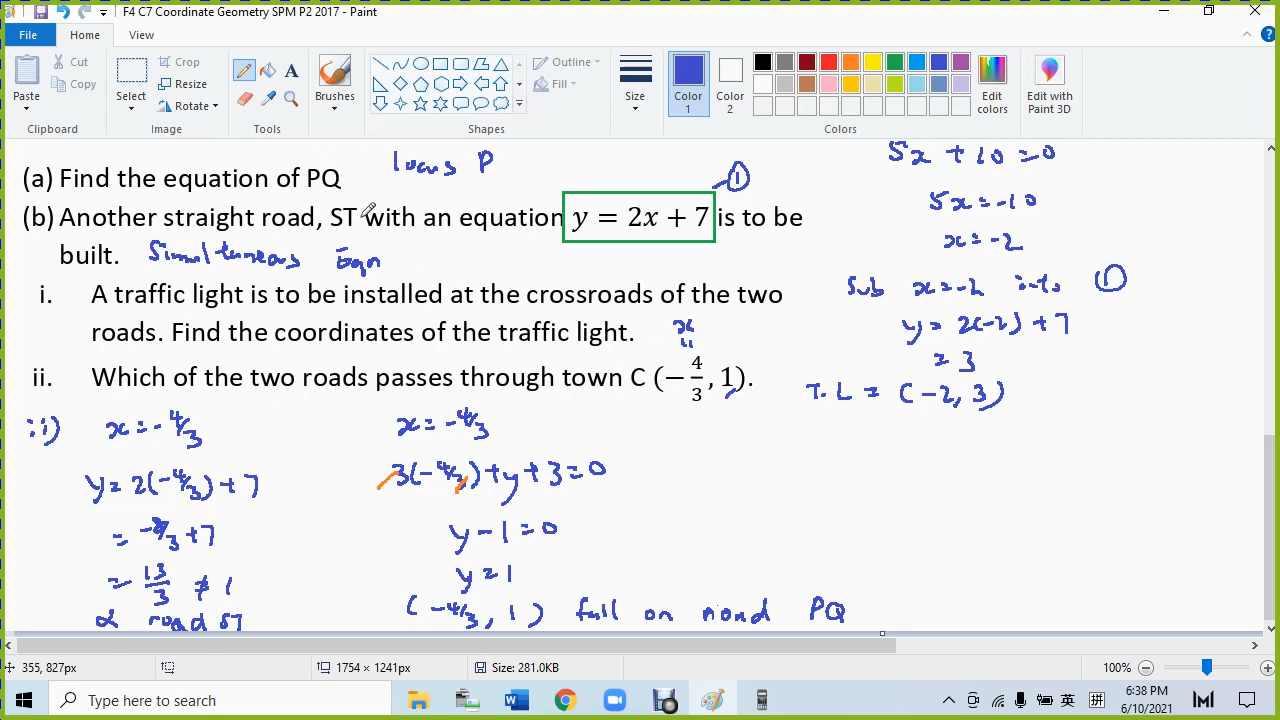 F4 C7 Coordinate Geometry SPM P2 2017 - Paint
File Home View
Paste Cut Copy Clipboard
Select Crop Resize Rotate Image
Tools
Brushes
Shapes Outline Fill
Size
Color 1 Color 2 Edit colors Edit with Paint 3D Colors
locus P
(a) Find the equation of PQ
①
(b) Another straight road, ST with an equation y = 2x + 7 is to be
built. Simultaneous Eqn
i. A traffic light is to be installed at the crossroads of the two
roads. Find the coordinates of the traffic light.
x
ii. Which of the two roads passes through town C (−4/3, 1).
5x + 10 = 0
5x = -10
x = -2
Sub x = -2 into ①
y = 2(-2) + 7
= 3
T.L = (-2, 3)
ii) x = -4/3
y = 2(-4/3) + 7
= -8/3 + 7
= 13/3 ≠ 1
road ST
x = -4/3
3(-4/3) + y + 3 = 0
y - 1 = 0
y = 1
(-4/3, 1) fall on road PQ
355, 827px 1754 × 1241px Size: 281.0KB 100%
Type here to search
英 拼 6:38 PM
6/10/2021